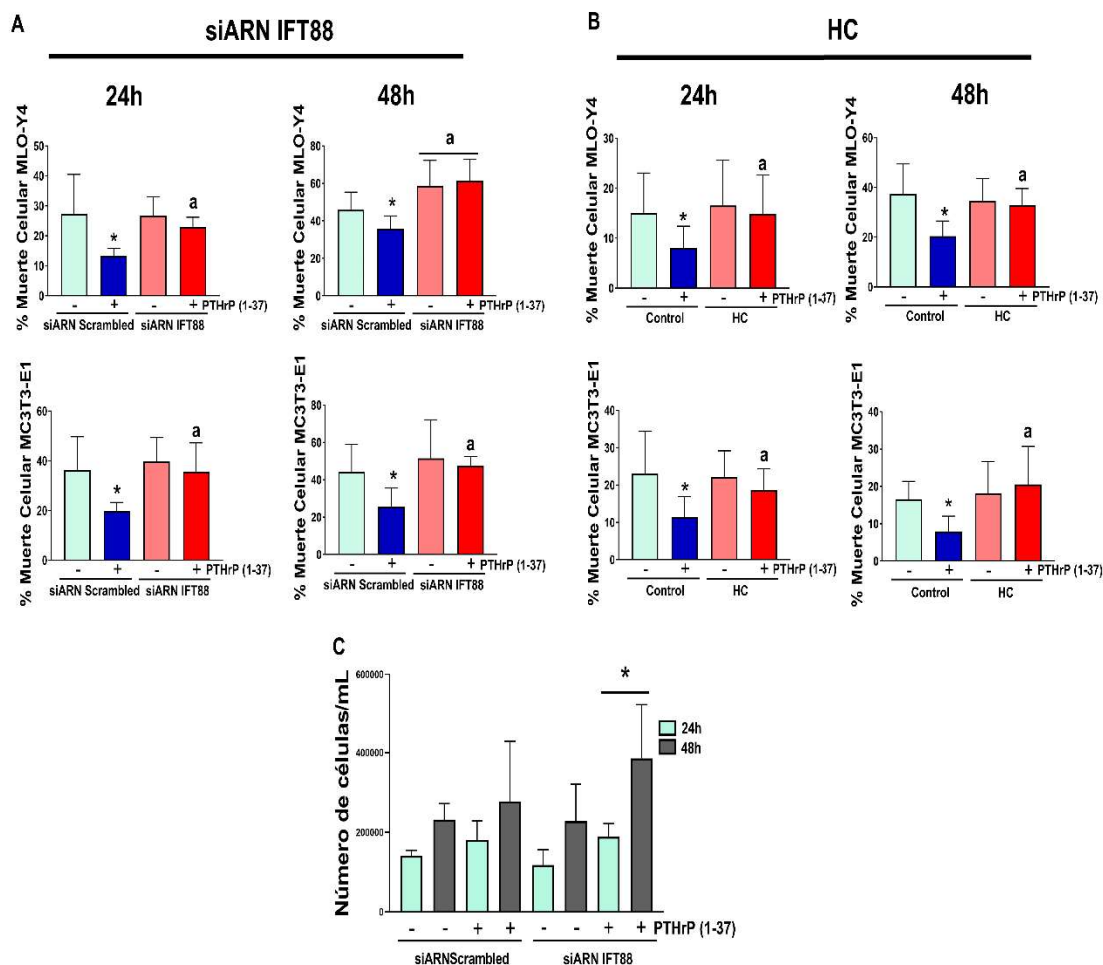 A
siARN IFT88
24h
48h
% Muerte Celular MLO-Y4
50
40
30
20
10
0
*
a
- + - + PTHrP (1-37)
siARN Scrambled siARN IFT88
% Muerte Celular MLO-Y4
80
60
40
20
0
*
a
- + - + PTHrP (1-37)
siARN Scrambled siARN IFT88
% Muerte Celular MC3T3-E1
60
40
20
0
*
a
- + - + PTHrP (1-37)
siARN Scrambled siARN IFT88
% Muerte Celular MC3T3-E1
80
60
40
20
0
*
a
- + - + PTHrP (1-37)
siARN Scrambled siARN IFT88
B
HC
24h
48h
% Muerte Celular MLO-Y4
30
20
10
0
*
a
- + - + PTHrP (1-37)
Control HC
% Muerte Celular MLO-Y4
60
40
20
0
*
a
- + - + PTHrP (1-37)
Control HC
% Muerte Celular MC3T3-E1
40
30
20
10
0
*
a
- + - + PTHrP (1-37)
Control HC
% Muerte Celular MC3T3-E1
40
30
20
10
0
*
a
- + - + PTHrP (1-37)
Control HC
C
Número de células/mL
600000
400000
200000
0
*
24h
48h
- - + + - - + + PTHrP (1-37)
siARNScrambled siARN IFT88